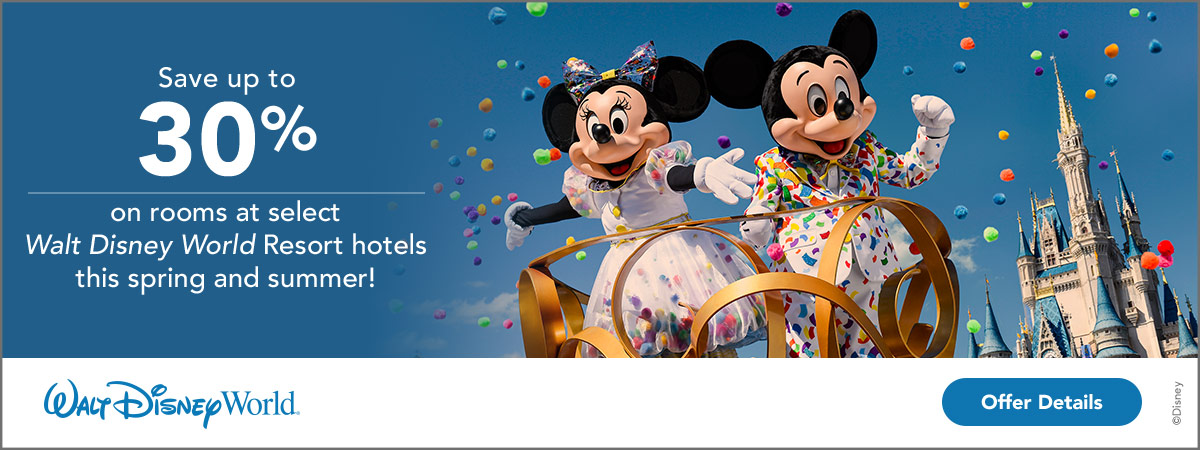 Save up to
30%
on rooms at select
Walt Disney World Resort hotels
this spring and summer!
WALT DISNEY World®
Offer Details
©Disney